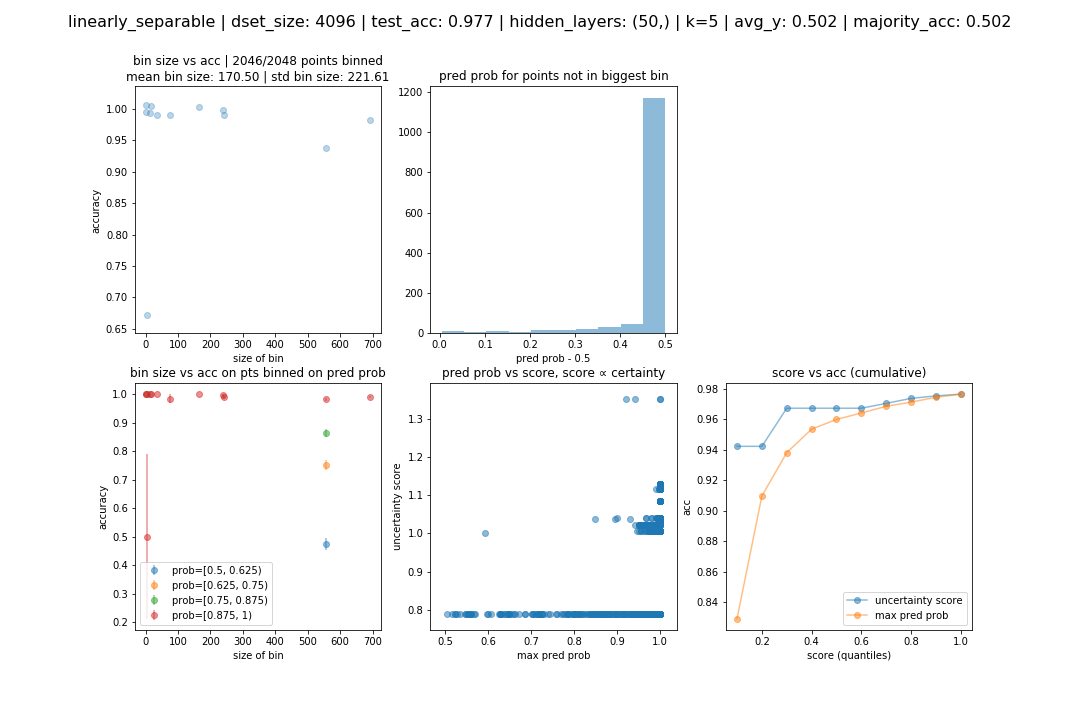 linearly_separable | dset_size: 4096 | test_acc: 0.977 | hidden_layers: (50,) | k=5 | avg_y: 0.502 | majority_acc: 0.502
bin size vs acc | 2046/2048 points binned
mean bin size: 170.50 | std bin size: 221.61
1.00
0.95
0.90
0.85
0.80
0.75
0.70
0.65
accuracy
0 100 200 300 400 500 600 700
size of bin
pred prob for points not in biggest bin
1200
1000
800
600
400
200
0
0.0 0.1 0.2 0.3 0.4 0.5
pred prob - 0.5
bin size vs acc on pts binned on pred prob
1.0
0.9
0.8
0.7
0.6
0.5
0.4
0.3
0.2
accuracy
prob=[0.5, 0.625)
prob=[0.625, 0.75)
prob=[0.75, 0.875)
prob=[0.875, 1)
0 100 200 300 400 500 600 700
size of bin
pred prob vs score, score ∝ certainty
1.3
1.2
1.1
1.0
0.9
0.8
uncertainty score
0.5 0.6 0.7 0.8 0.9 1.0
max pred prob
score vs acc (cumulative)
0.98
0.96
0.94
0.92
0.90
0.88
0.86
0.84
acc
uncertainty score
max pred prob
0.2 0.4 0.6 0.8 1.0
score (quantiles)